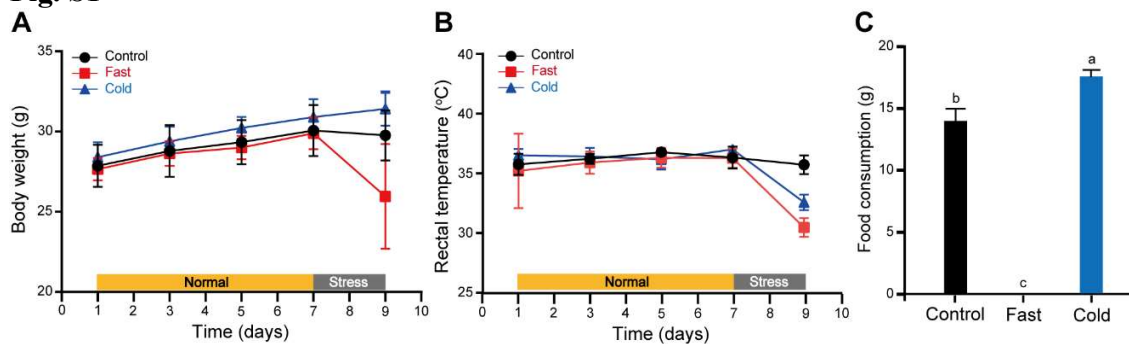 A
Body weight (g)
35
30
25
20
Control
Fast
Cold
Normal
Stress
0 1 2 3 4 5 6 7 8 9 10
Time (days)
B
Rectal temperature (°C)
40
35
30
25
Control
Fast
Cold
Normal
Stress
0 1 2 3 4 5 6 7 8 9 10
Time (days)
C
Food consumption (g)
20
15
10
5
0
b
c
a
Control Fast Cold